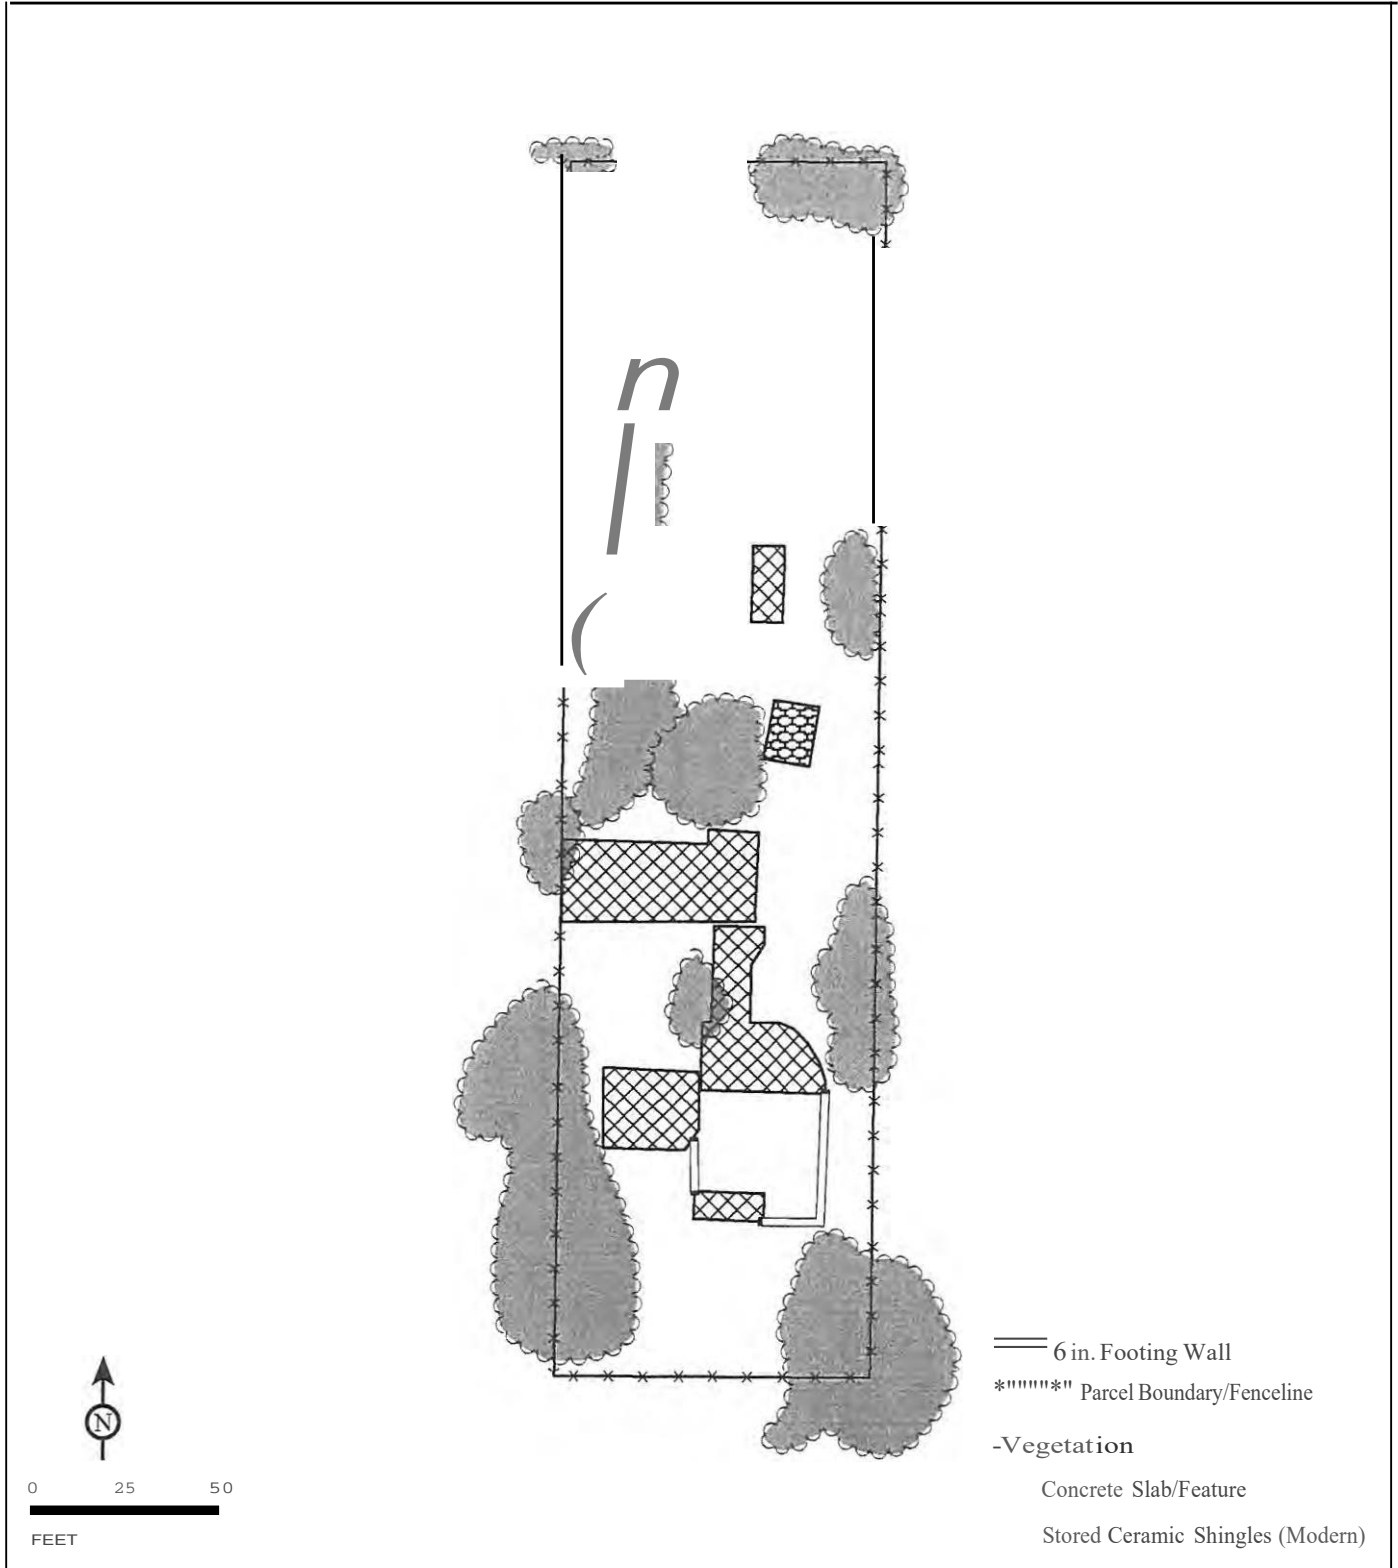 n
/
(
6 in. Footing Wall
*""""*" Parcel Boundary/Fenceline
-Vegetation
N
0 25 50
Concrete Slab/Feature
FEET
Stored Ceramic Shingles (Modern)